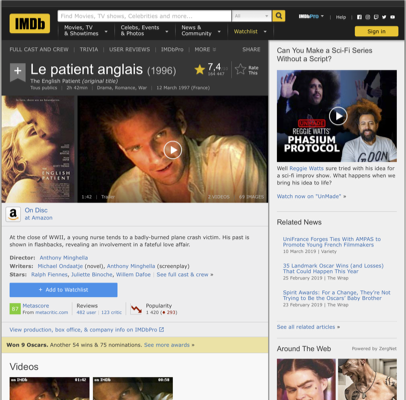 IMDb
Find Movies, TV shows, Celebrities and more...
All
Movies, TV
& Showtimes
Celebs, Events
& Photos
News &
Community
Watchlist
IMDbPro
Help
Sign in
FULL CAST AND CREW | TRIVIA | USER REVIEWS | IMDbPro | MORE
SHARE
Le patient anglais (1996)
The English Patient (original title)
Tous publics | 2h 42min | Drama, Romance, War | 12 March 1997 (France)
7,4
Rate
This
ENGLISH
PATIENT
1:42 | Trailer
On Disc
at Amazon
At the close of WWII, a young nurse tends to a badly-burned plane crash victim. His past is
shown in flashbacks, revealing an involvement in a fateful love affair.
Director: Anthony Minghella
Writers: Michael Ondaatje (novel), Anthony Minghella (screenplay)
Stars: Ralph Fiennes, Juliette Binoche, Willem Dafoe | See full cast & crew »
+ Add to Watchlist
87
Metascore
From metacritic.com
Reviews
482 user | 123 critic
Popularity
1 420 (293)
View production, box office, & company info on IMDbPro
Won 9 Oscars. Another 54 wins & 75 nominations. See more awards »
Videos
Can You Make a Sci-Fi Series
Without a Script?
REGGIE WATTS'
PHASIUM
PROTOCOL
Well Reggie Watts sure tried with his idea for
a sci-fi improv show. What happens when we
bring his idea to life?
Watch now on "UnMade" »
Related News
UniFrance Forges Ties With AMPAS to
Promote Young French Filmmakers
10 March 2019 | Variety
35 Landmark Oscar Wins (and Losses)
That Could Happen This Year
25 February 2019 | The Wrap
Spirit Awards: For a Change, They're Not
Trying to Be the Oscars' Baby Brother
23 February 2019 | The Wrap
See all related articles »
Around The Web
Powered by ZergNet